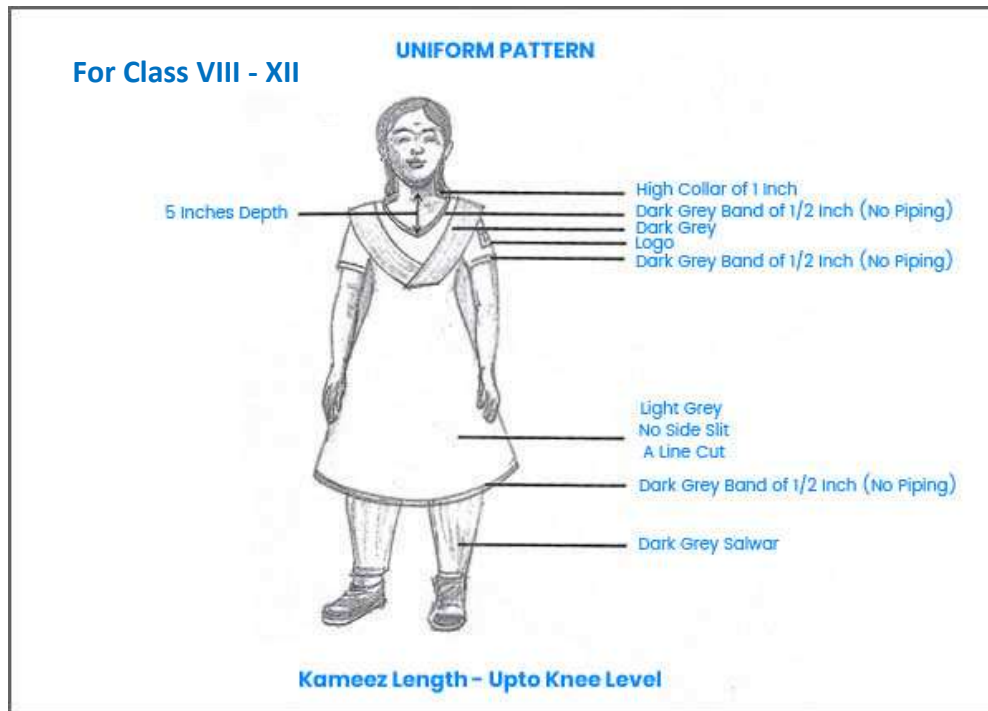 UNIFORM PATTERN
For Class VIII - XII
High Collar of 1 Inch
5 Inches Depth
Dark Grey Band of 1/2 Inch (No Piping)
Dark Grey
Logo
Dark Grey Band of 1/2 Inch (No Piping)
Light Grey
No Side Slit
A Line Cut
Dark Grey Band of 1/2 Inch (No Piping)
Dark Grey Salwar
Kameez Length - Upto Knee Level